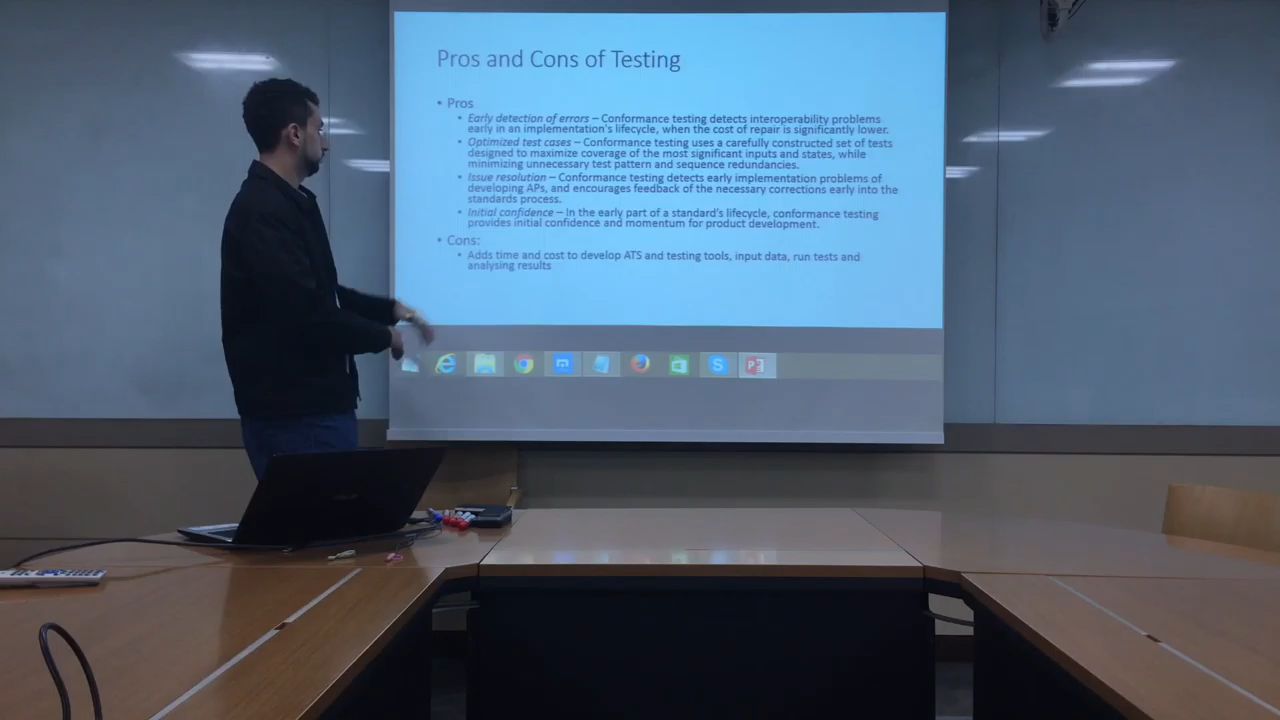 Pros and Cons of Testing
• Pros
• Early detection of errors – Conformance testing detects interoperability problems
early in an implementation's lifecycle, when the cost of repair is significantly lower.
• Optimized test cases – Conformance testing uses a carefully constructed set of tests
designed to maximize coverage of the most significant inputs and states, while
minimizing unnecessary test pattern and sequence redundancies.
• Issue resolution – Conformance testing detects early implementation problems of
developing APs, and encourages feedback of the necessary corrections early into the
standards process.
• Initial confidence – In the early part of a standard's lifecycle, conformance testing
provides initial confidence and momentum for product development.
• Cons:
• Adds time and cost to develop ATS and testing tools, input data, run tests and
analysing results